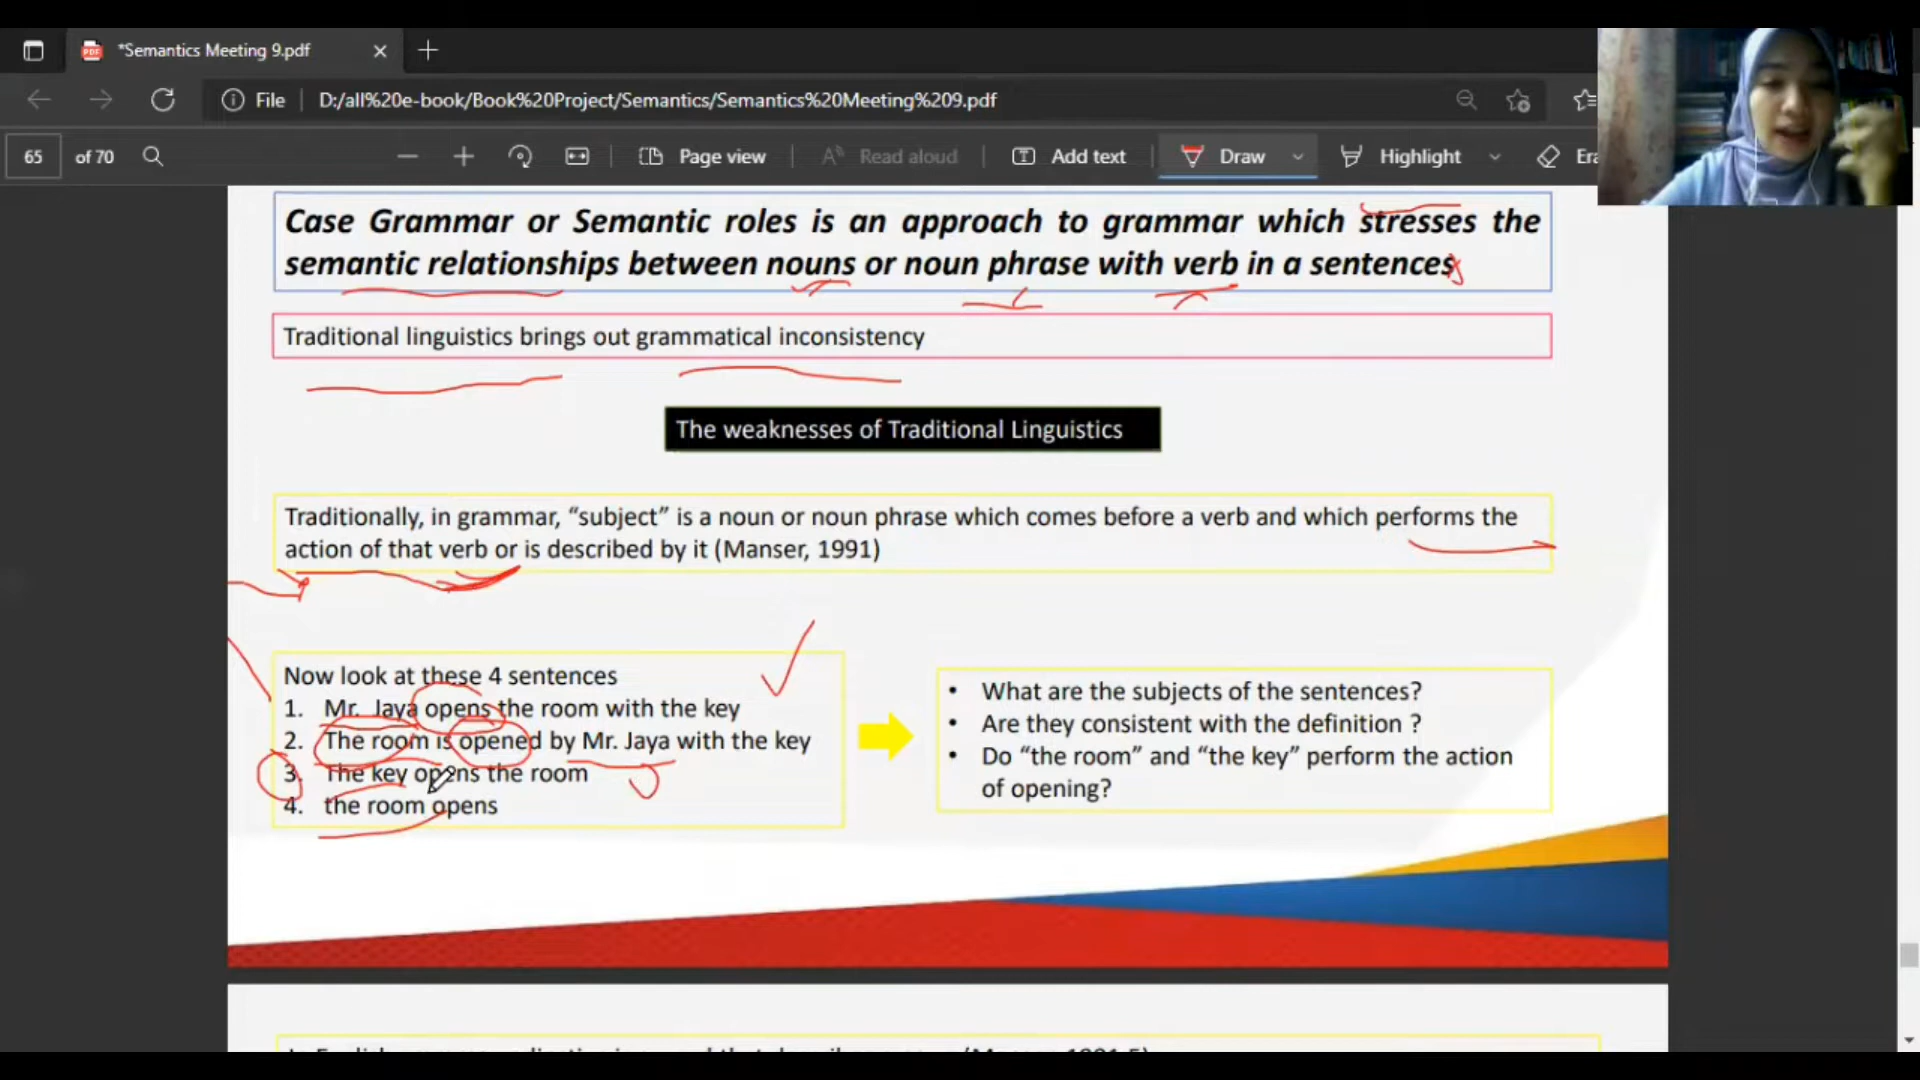 *Semantics Meeting 9.pdf
File
D:/all%20e-book/Book%20Project/Semantics/Semantics%20Meeting%209.pdf
65 of 70
Page view
Read aloud
Add text
Draw
Highlight
Era
Case Grammar or Semantic roles is an approach to grammar which stresses the
semantic relationships between nouns or noun phrase with verb in a sentences
Traditional linguistics brings out grammatical inconsistency
The weaknesses of Traditional Linguistics
Traditionally, in grammar, “subject” is a noun or noun phrase which comes before a verb and which performs the
action of that verb or is described by it (Manser, 1991)
Now look at these 4 sentences
1. Mr. Jaya opens the room with the key
2. The room is opened by Mr. Jaya with the key
3. The key opens the room
4. the room opens
• What are the subjects of the sentences?
• Are they consistent with the definition ?
• Do “the room” and “the key” perform the action
of opening?